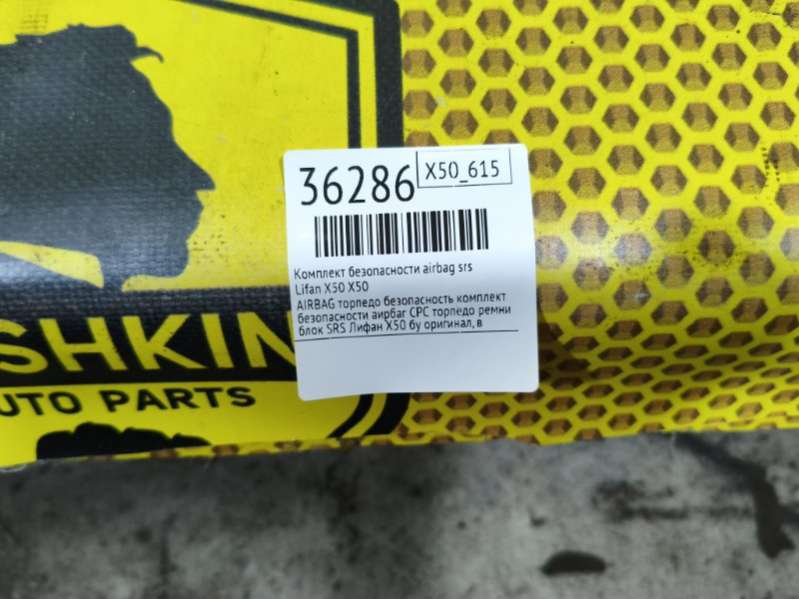 36286
X50_615
Комплект безопасности airbag srs
Lifan X50 X50
AIRBAG торпедо безопасность комплект
безопасности аирбаг СРС торпедо ремни
блок SRS Лифан X50 бу оригинал, в
SHKIN
AUTO PARTS